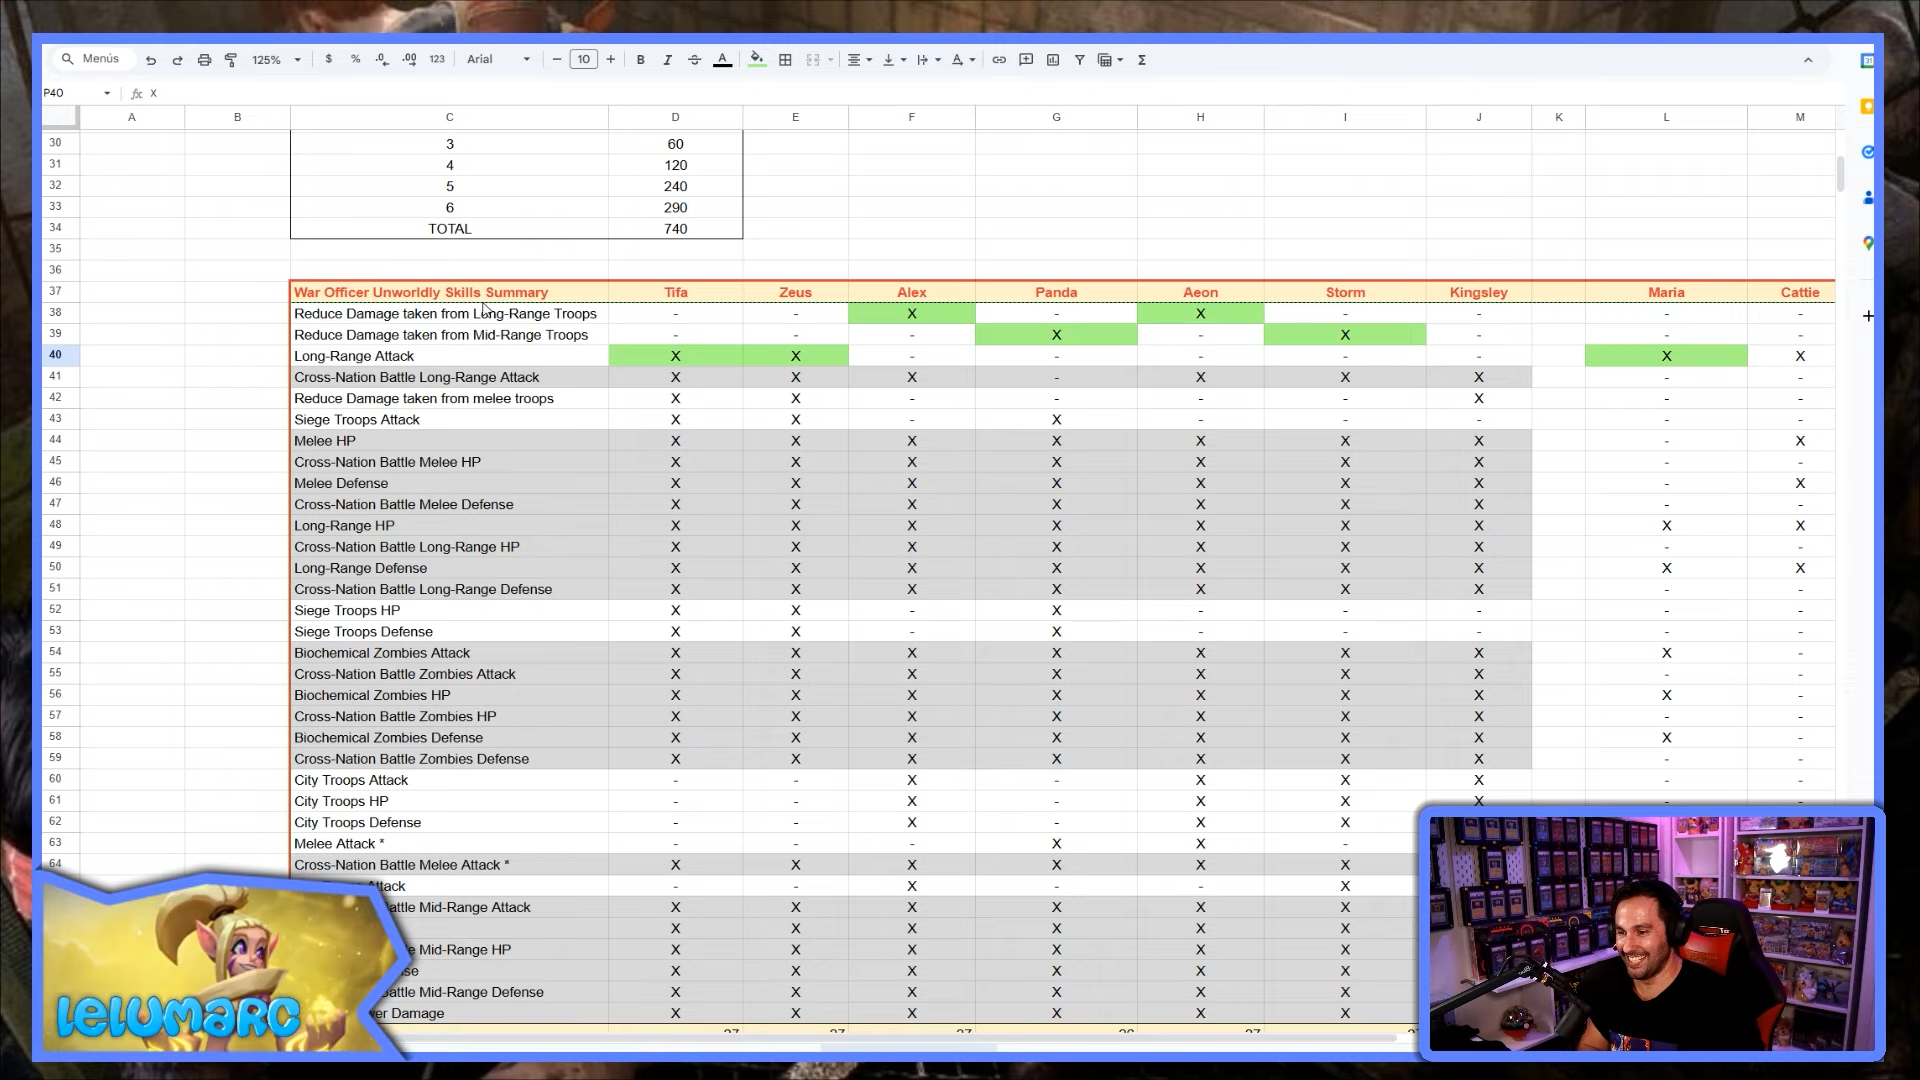 Menús 125% $ % .0 .00 123 Arial 10 B I A Σ
P40 fx X
A B C D E F G H I J K L M
30 3 60
31 4 120
32 5 240
33 6 290
34 TOTAL 740
35
36
37 War Officer Unworldly Skills Summary Tifa Zeus Alex Panda Aeon Storm Kingsley Maria Cattie
38 Reduce Damage taken from Long-Range Troops - - X - X - - - -
39 Reduce Damage taken from Mid-Range Troops - - - X - X - - -
40 Long-Range Attack X X - - - - - X X
41 Cross-Nation Battle Long-Range Attack X X X - X X X - -
42 Reduce Damage taken from melee troops X X - - - - X - -
43 Siege Troops Attack X X - X - - - - -
44 Melee HP X X X X X X X - X
45 Cross-Nation Battle Melee HP X X X X X X X - -
46 Melee Defense X X X X X X X - X
47 Cross-Nation Battle Melee Defense X X X X X X X - -
48 Long-Range HP X X X X X X X X X
49 Cross-Nation Battle Long-Range HP X X X X X X X - -
50 Long-Range Defense X X X X X X X X X
51 Cross-Nation Battle Long-Range Defense X X X X X X X - -
52 Siege Troops HP X X - X - - - - -
53 Siege Troops Defense X X - X - - - - -
54 Biochemical Zombies Attack X X X X X X X X -
55 Cross-Nation Battle Zombies Attack X X X X X X X - -
56 Biochemical Zombies HP X X X X X X X X -
57 Cross-Nation Battle Zombies HP X X X X X X X - -
58 Biochemical Zombies Defense X X X X X X X X -
59 Cross-Nation Battle Zombies Defense X X X X X X X - -
60 City Troops Attack - - X - X X X - -
61 City Troops HP - - X - X X X - -
62 City Troops Defense - - X - X X
63 Melee Attack * - - - X X -
64 Cross-Nation Battle Melee Attack * X X X X X X
Attack - - X - - X
Mid-Range Attack X X X X X X
X X X X X X
Mid-Range HP X X X X X X
X X X X X X
Mid-Range Defense X X X X X X
Damage X X X X X X
LELUMARC